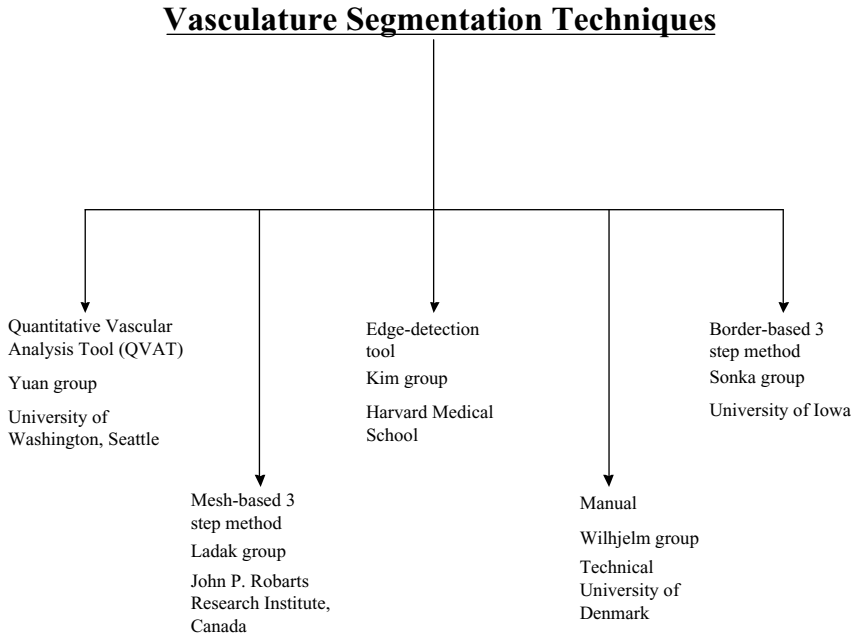 Vasculature Segmentation Techniques
Quantitative Vascular
Analysis Tool (QVAT)
Yuan group
University of
Washington, Seattle
Mesh-based 3
step method
Ladak group
John P. Robarts
Research Institute,
Canada
Edge-detection
tool
Kim group
Harvard Medical
School
Manual
Wilhjelm group
Technical
University of
Denmark
Border-based 3
step method
Sonka group
University of Iowa